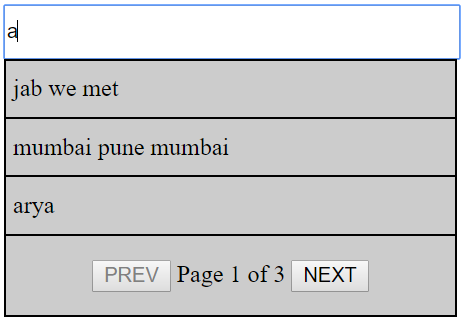 a
jab we met
mumbai pune mumbai
arya
PREV Page 1 of 3 NEXT